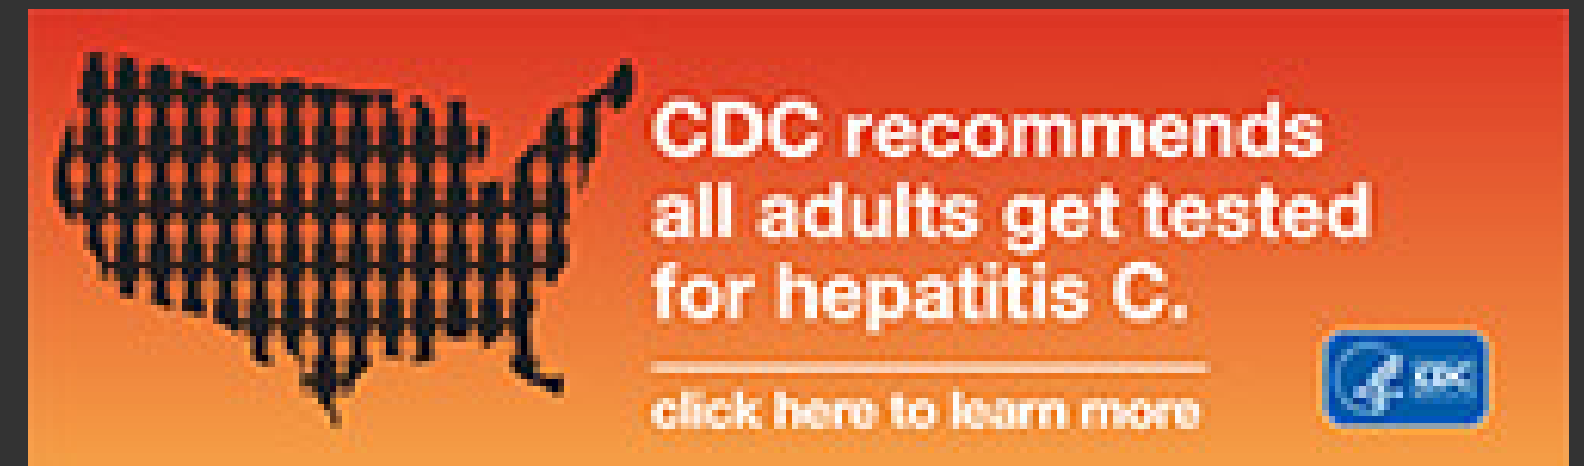 CDC recommends
all adults get tested
for hepatitis C.
click here to learn more
CDC